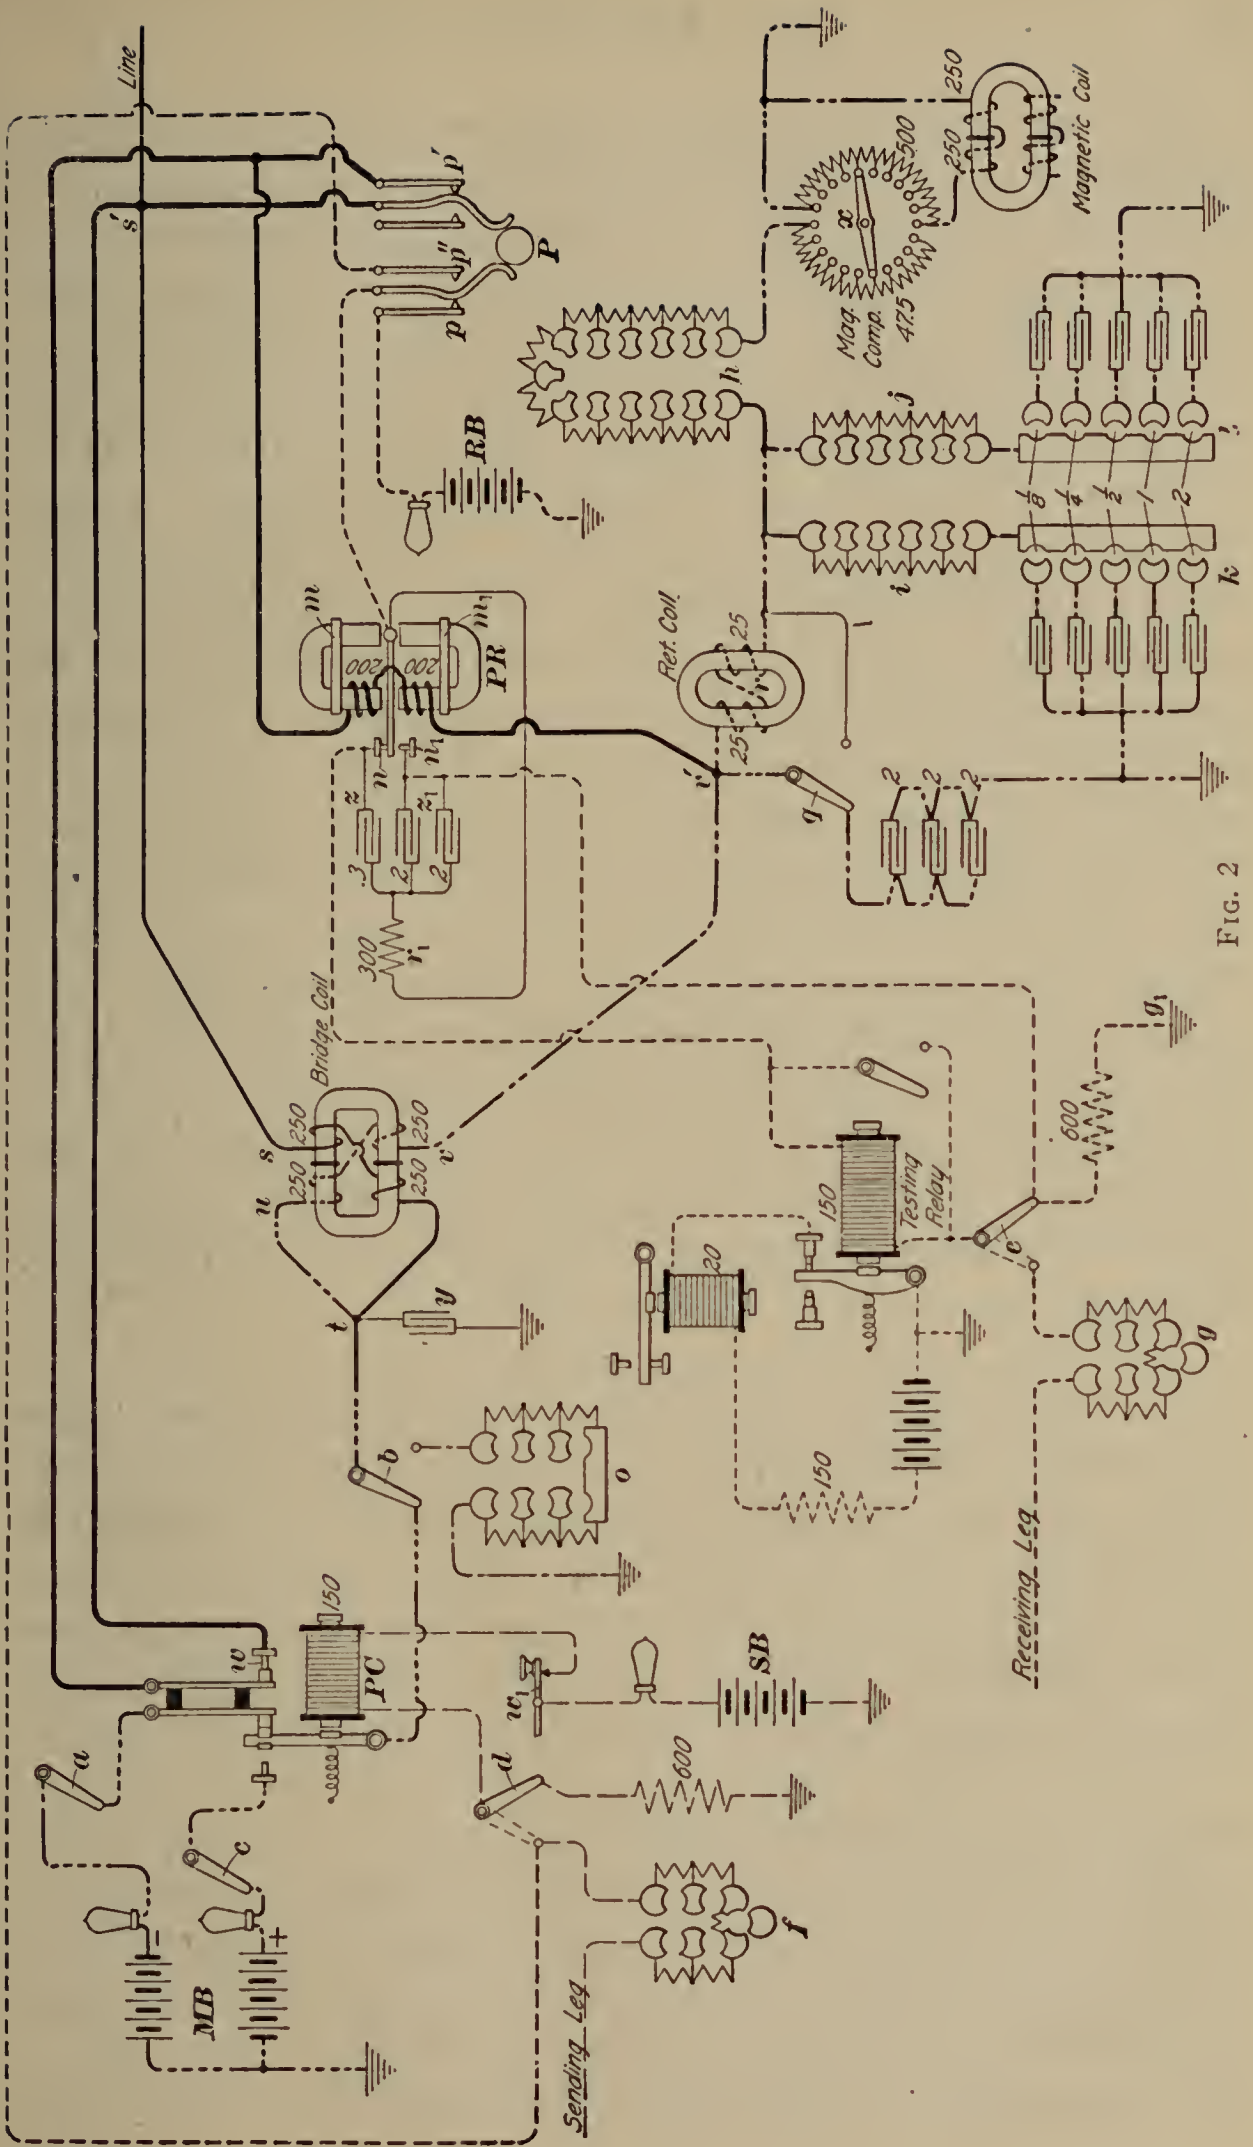 Line
s'
a
c
MB
−
+
w
PC
150
b
t
y
u
s
250
250
250
250
v
Bridge Coil
300
r₁
.3
2
2
z
z₁
n
n₁
m
m₁
200
200
PR
RB
p
p"
p'
P
v'
Ret. Coil
25
25
r
q
2
2
2
h
i
j
k
1/8
1/4
1/2
1
2
Mag. Comp.
475
500
x
250
250
Magnetic Coil
o
Sending Leg
f
d
600
w₁
SB
20
150
150
Testing Relay
e
600
g₁
g
Receiving Leg
FIG. 2